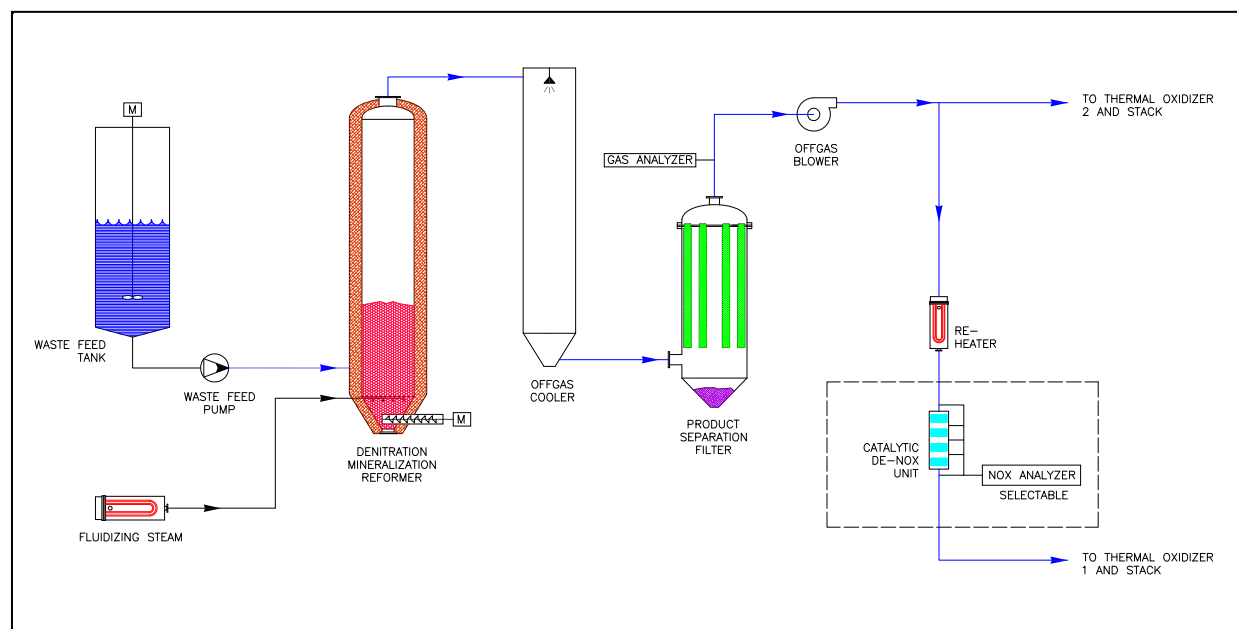 M
WASTE FEED
TANK
WASTE FEED
PUMP
FLUIDIZING STEAM
M
DENITRATION
MINERALIZATION
REFORMER
OFFGAS
COOLER
GAS ANALYZER
PRODUCT
SEPARATION
FILTER
OFFGAS
BLOWER
TO THERMAL OXIDIZER
2 AND STACK
RE-
HEATER
CATALYTIC
DE-NOX
UNIT
NOX ANALYZER
SELECTABLE
TO THERMAL OXIDIZER
1 AND STACK